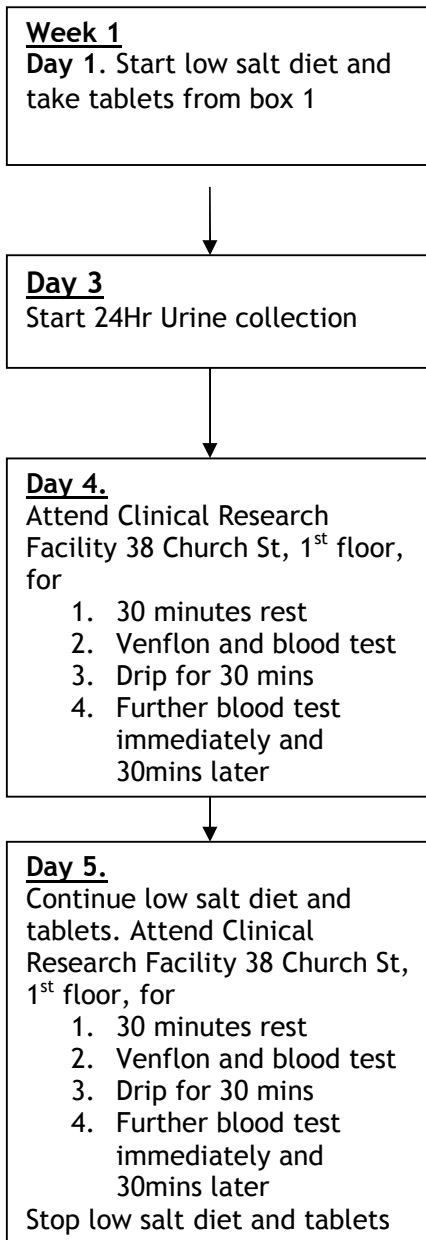 Week 1
Day 1. Start low salt diet and
take tablets from box 1
Day 3
Start 24Hr Urine collection
Day 4.
Attend Clinical Research
Facility 38 Church St, 1st floor,
for
1. 30 minutes rest
2. Venflon and blood test
3. Drip for 30 mins
4. Further blood test
immediately and
30mins later
Day 5.
Continue low salt diet and
tablets. Attend Clinical
Research Facility 38 Church St,
1st floor, for
1. 30 minutes rest
2. Venflon and blood test
3. Drip for 30 mins
4. Further blood test
immediately and
30mins later
Stop low salt diet and tablets